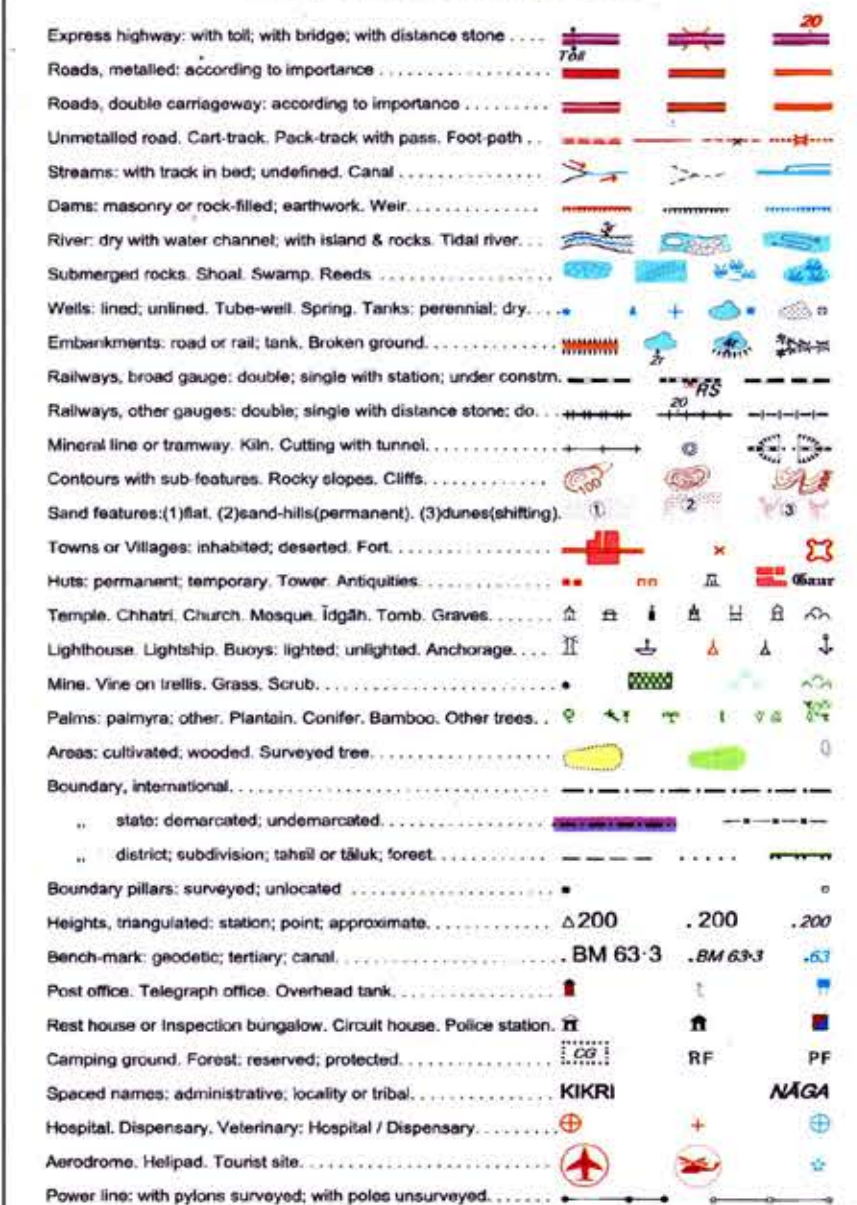 Express highway: with toll; with bridge; with distance stone . . . . 20
Toll
Roads, metalled: according to importance . . . . . . . . . . . . . . . . . .
Roads, double carriageway: according to importance . . . . . . . . .
Unmetalled road. Cart-track. Pack-track with pass. Foot-path . .
Streams: with track in bed; undefined. Canal . . . . . . . . . . . . . . .
Dams: masonry or rock-filled; earthwork. Weir. . . . . . . . . . . . . .
River: dry with water channel; with island & rocks. Tidal river. . . .
Submerged rocks. Shoal. Swamp. Reeds . . . . . . . . . . . . . . . . . .
Wells: lined; unlined. Tube-well. Spring. Tanks: perennial; dry. . . .
Embankments: road or rail; tank. Broken ground. . . . . . . . . . . . .
Railways, broad gauge: double; single with station; under constrn. RS
Railways, other gauges: double; single with distance stone; do. . . 20
Mineral line or tramway. Kiln. Cutting with tunnel. . . . . . . . . . . . .
Contours with sub-features. Rocky slopes. Cliffs. . . . . . . . . . . . . 100
Sand features:(1)flat. (2)sand-hills(permanent). (3)dunes(shifting). 1 2 3
Towns or Villages: inhabited; deserted. Fort. . . . . . . . . . . . . . . .
Huts: permanent; temporary. Tower. Antiquities. . . . . . . . . . . . . Gaur
Temple. Chhatri. Church. Mosque. Īdgāh. Tomb. Graves. . . . . . .
Lighthouse. Lightship. Buoys: lighted; unlighted. Anchorage. . . .
Mine. Vine on trellis. Grass. Scrub. . . . . . . . . . . . . . . . . . . . . . .
Palms: palmyra; other. Plantain. Conifer. Bamboo. Other trees. .
Areas: cultivated; wooded. Surveyed tree. . . . . . . . . . . . . . . . . .
Boundary, international. . . . . . . . . . . . . . . . . . . . . . . . . . . . . . . .
,, state: demarcated; undemarcated. . . . . . . . . . . . . . . . .
,, district; subdivision; tahsīl or tāluk; forest. . . . . . . . . . . .
Boundary pillars: surveyed; unlocated . . . . . . . . . . . . . . . . . . . .
Heights, triangulated: station; point; approximate. . . . . . . . . . . . △200 .200 .200
Bench-mark: geodetic; tertiary; canal. . . . . . . . . . . . . . . . . . . . . . BM 63·3 .BM 63·3 .63
Post office. Telegraph office. Overhead tank. . . . . . . . . . . . . . . .
Rest house or Inspection bungalow. Circuit house. Police station.
Camping ground. Forest: reserved; protected. . . . . . . . . . . . . . . CG RF PF
Spaced names: administrative; locality or tribal. . . . . . . . . . . . . . KIKRI NĀGA
Hospital. Dispensary. Veterinary: Hospital / Dispensary. . . . . . . .
Aerodrome. Helipad. Tourist site. . . . . . . . . . . . . . . . . . . . . . . . .
Power line: with pylons surveyed; with poles unsurveyed. . . . . . .